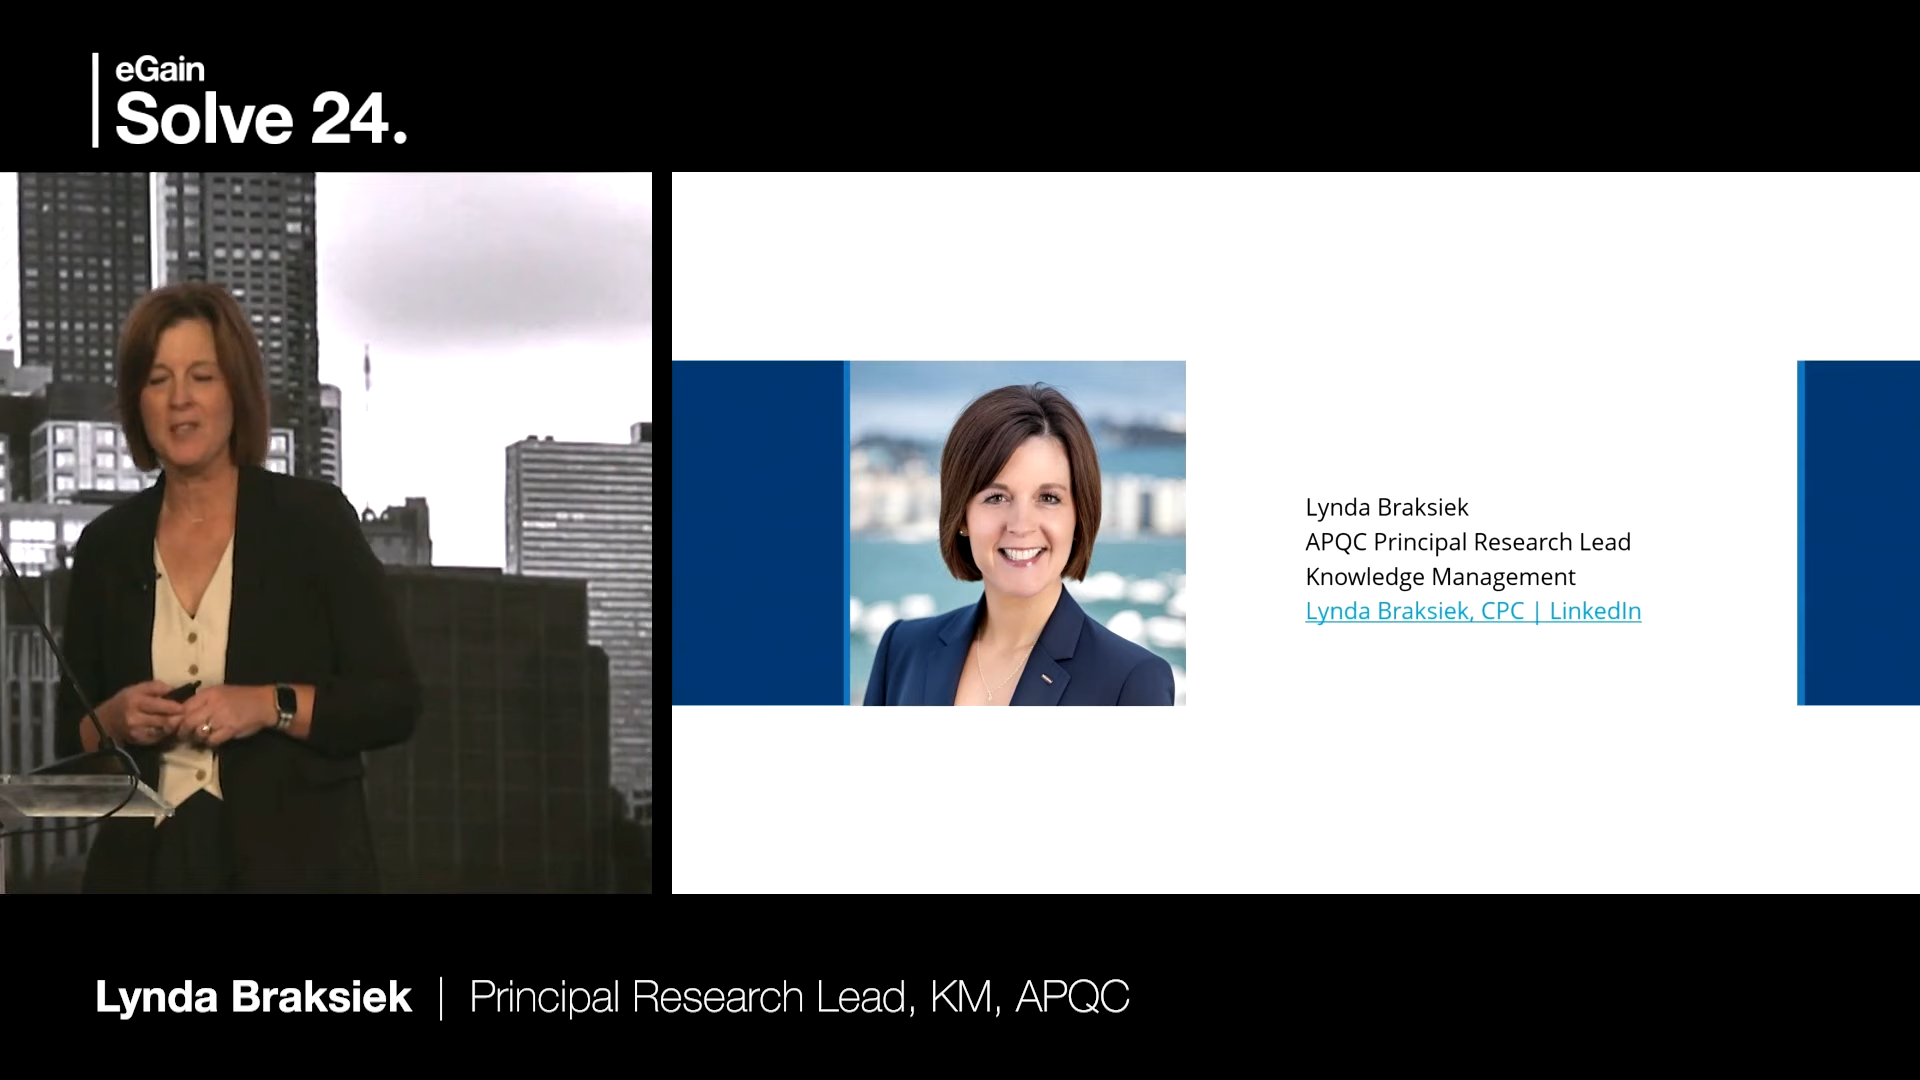 eGain
Solve 24.
Lynda Braksiek
APQC Principal Research Lead
Knowledge Management
Lynda Braksiek, CPC | LinkedIn
Lynda Braksiek | Principal Research Lead, KM, APQC